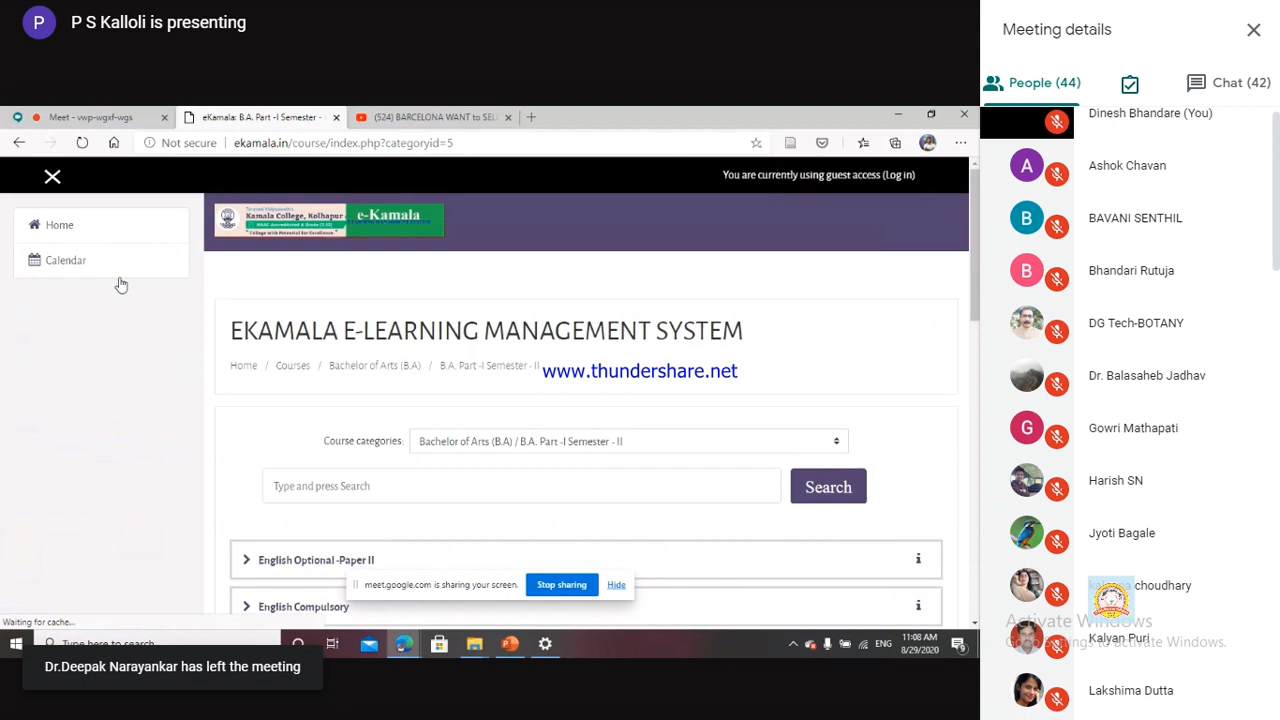 P
P S Kalloli is presenting
Meeting details
People (44)
Chat (42)
Meet - vwp-wgxf-wgs
eKamala: B.A. Part -I Semester -
(524) BARCELONA WANT to SEL
Not secure
ekamala.in/course/index.php?categoryid=5
You are currently using guest access (Log in)
Home
Calendar
Kamala College, Kolhapur
e-Kamala
"College with Potential for Excellence"
EKAMALA E-LEARNING MANAGEMENT SYSTEM
Home / Courses / Bachelor of Arts (B.A) / B.A. Part -I Semester - II
www.thundershare.net
Course categories:
Bachelor of Arts (B.A) / B.A. Part -I Semester - II
Type and press Search
Search
English Optional -Paper II
English Compulsory
meet.google.com is sharing your screen.
Stop sharing
Hide
Waiting for cache...
Type here to search
ENG
11:08 AM
8/29/2020
Dr.Deepak Narayankar has left the meeting
Dinesh Bhandare (You)
A
Ashok Chavan
B
BAVANI SENTHIL
B
Bhandari Rutuja
DG Tech-BOTANY
Dr. Balasaheb Jadhav
G
Gowri Mathapati
Harish SN
Jyoti Bagale
choudhary
Activate Windows
Kalyan Puri
to activate Windows.
Lakshima Dutta